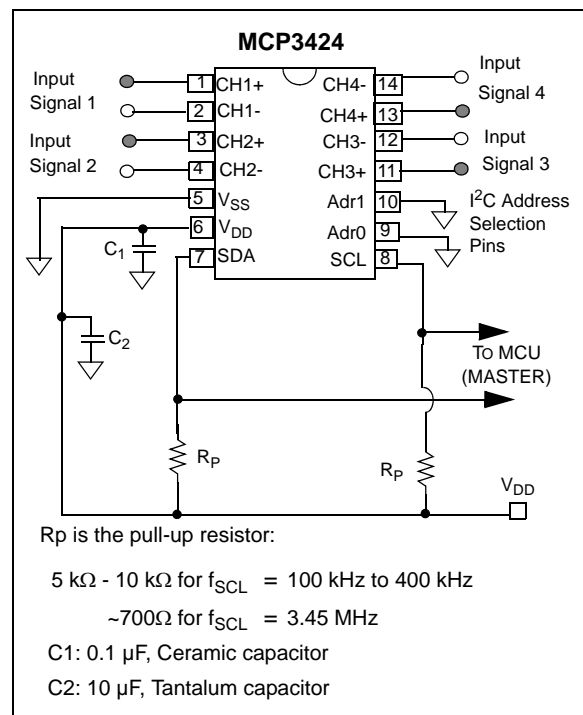 MCP3424
Input
Signal 1
Input
Signal 2
1 CH1+
2 CH1-
3 CH2+
4 CH2-
5 VSS
6 VDD
7 SDA
CH4- 14
CH4+ 13
CH3- 12
CH3+ 11
Adr1 10
Adr0 9
SCL 8
Input
Signal 4
Input
Signal 3
I²C Address
Selection
Pins
C1
C2
TO MCU
(MASTER)
RP
RP
VDD
Rp is the pull-up resistor:
5 kΩ - 10 kΩ for fSCL = 100 kHz to 400 kHz
~700Ω for fSCL = 3.45 MHz
C1: 0.1 µF, Ceramic capacitor
C2: 10 µF, Tantalum capacitor